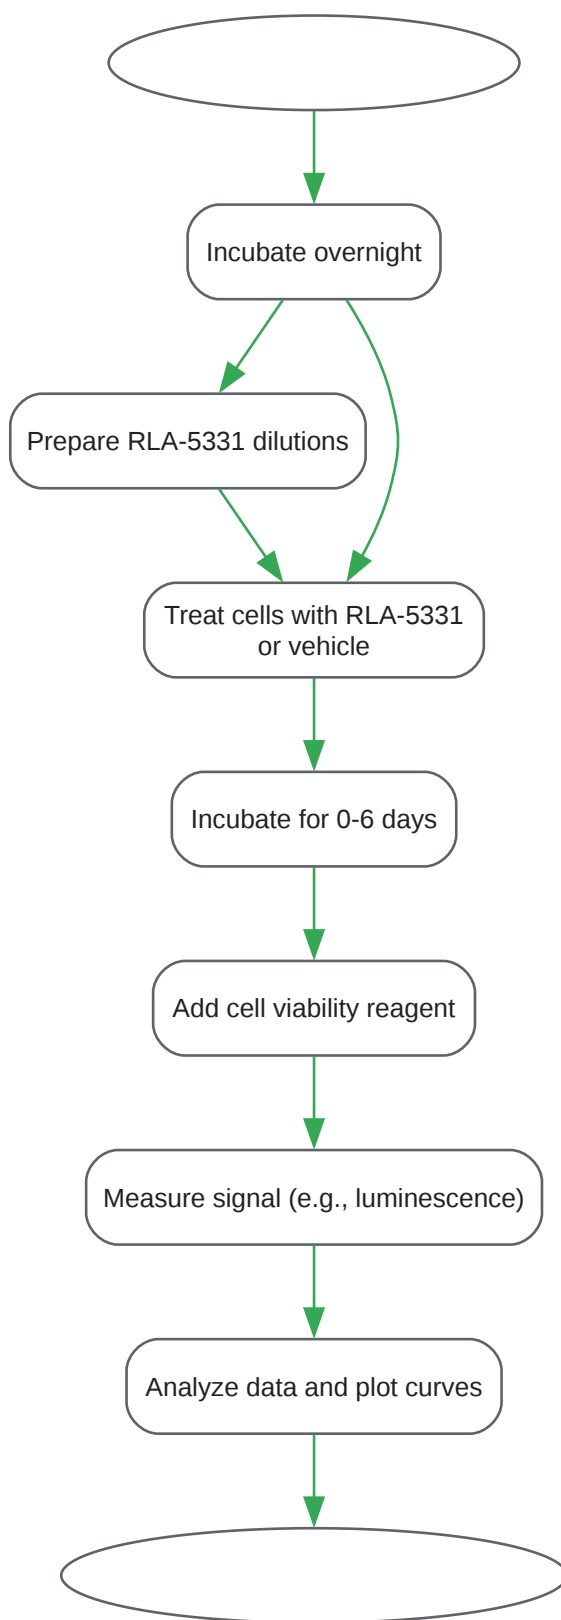 Incubate overnight
Prepare RLA-5331 dilutions
Treat cells with RLA-5331
or vehicle
Incubate for 0-6 days
Add cell viability reagent
Measure signal (e.g., luminescence)
Analyze data and plot curves